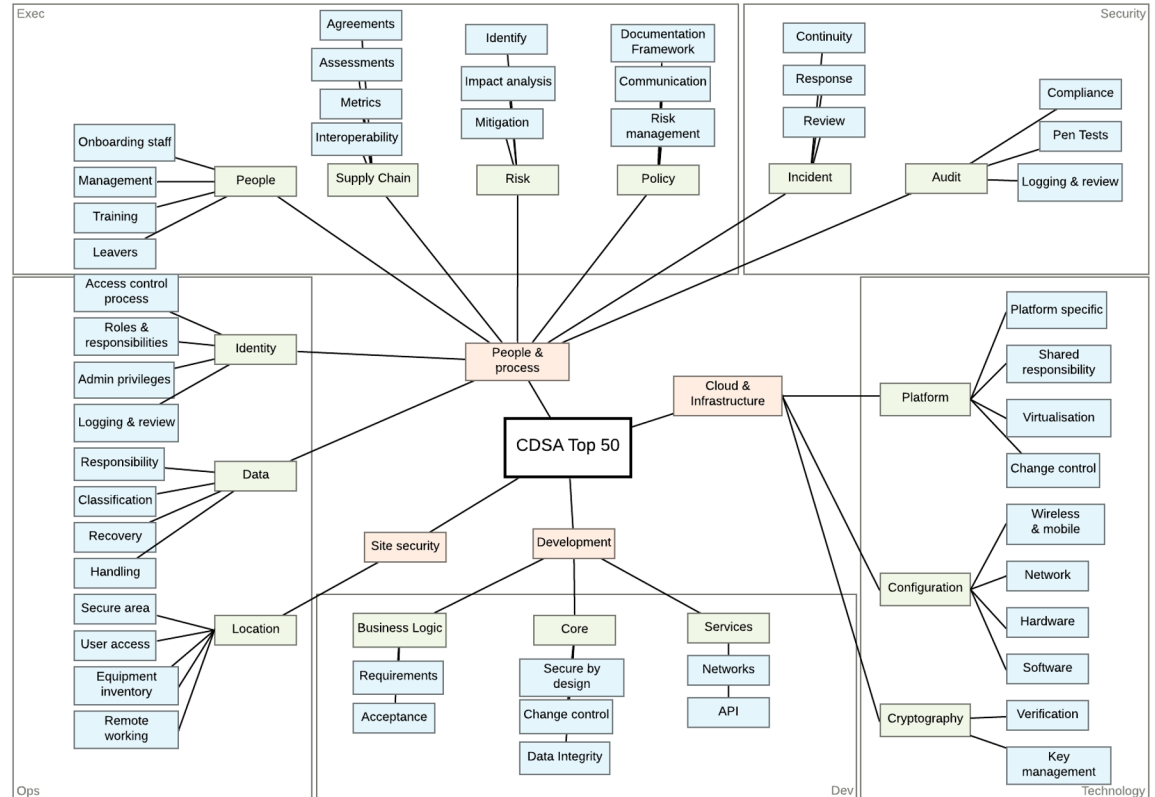 Exec
Security
Agreements
Assessments
Metrics
Interoperability
Supply Chain
Identify
Impact analysis
Mitigation
Risk
Documentation
Framework
Communication
Risk
management
Policy
Continuity
Response
Review
Incident
Compliance
Pen Tests
Logging & review
Audit
Onboarding staff
Management
Training
Leavers
People
Access control
process
Roles &
responsibilities
Admin privileges
Logging & review
Identity
People &
process
Cloud &
Infrastructure
CDSA Top 50
Responsibility
Classification
Recovery
Handling
Data
Site security
Development
Secure area
User access
Equipment
inventory
Remote
working
Location
Business Logic
Requirements
Acceptance
Core
Secure by
design
Change control
Data Integrity
Services
Networks
API
Platform
Platform specific
Shared
responsibility
Virtualisation
Change control
Configuration
Wireless
& mobile
Network
Hardware
Software
Cryptography
Verification
Key
management
Ops
Dev
Technology